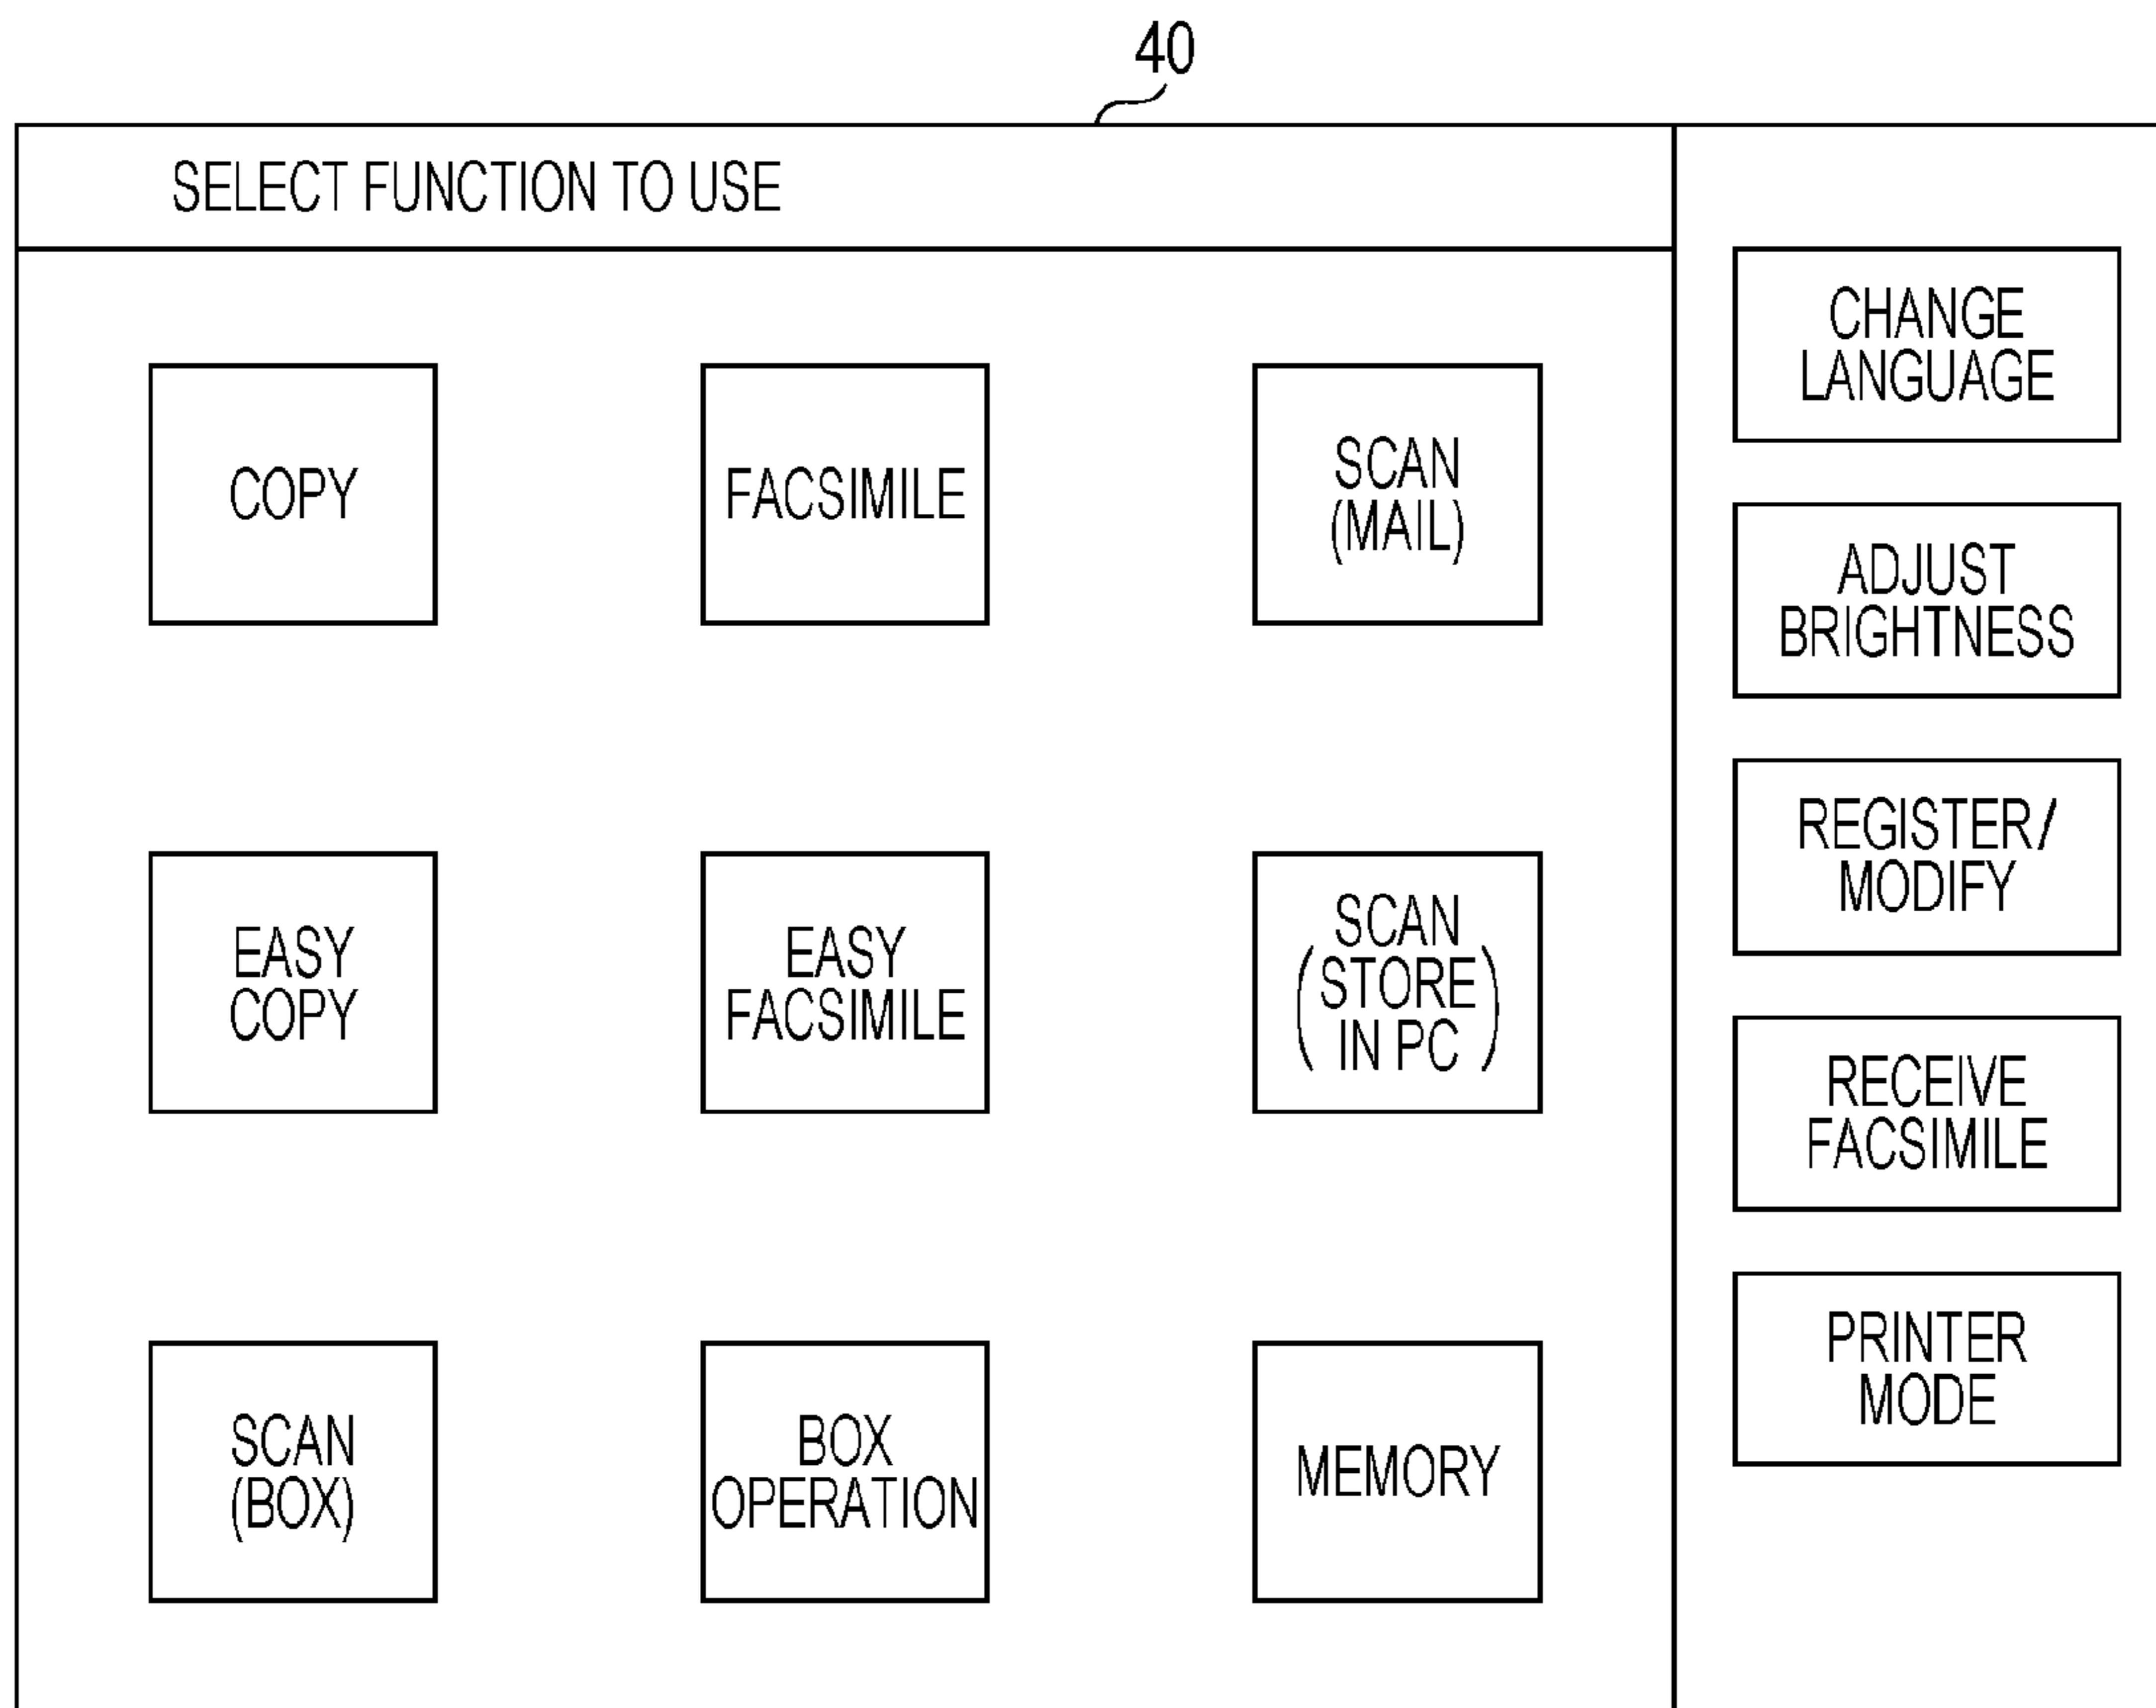 40
SELECT FUNCTION TO USE
COPY
FACSIMILE
SCAN
(MAIL)
EASY
COPY
EASY
FACSIMILE
SCAN
(STORE
IN PC)
SCAN
(BOX)
BOX
OPERATION
MEMORY
CHANGE
LANGUAGE
ADJUST
BRIGHTNESS
REGISTER/
MODIFY
RECEIVE
FACSIMILE
PRINTER
MODE